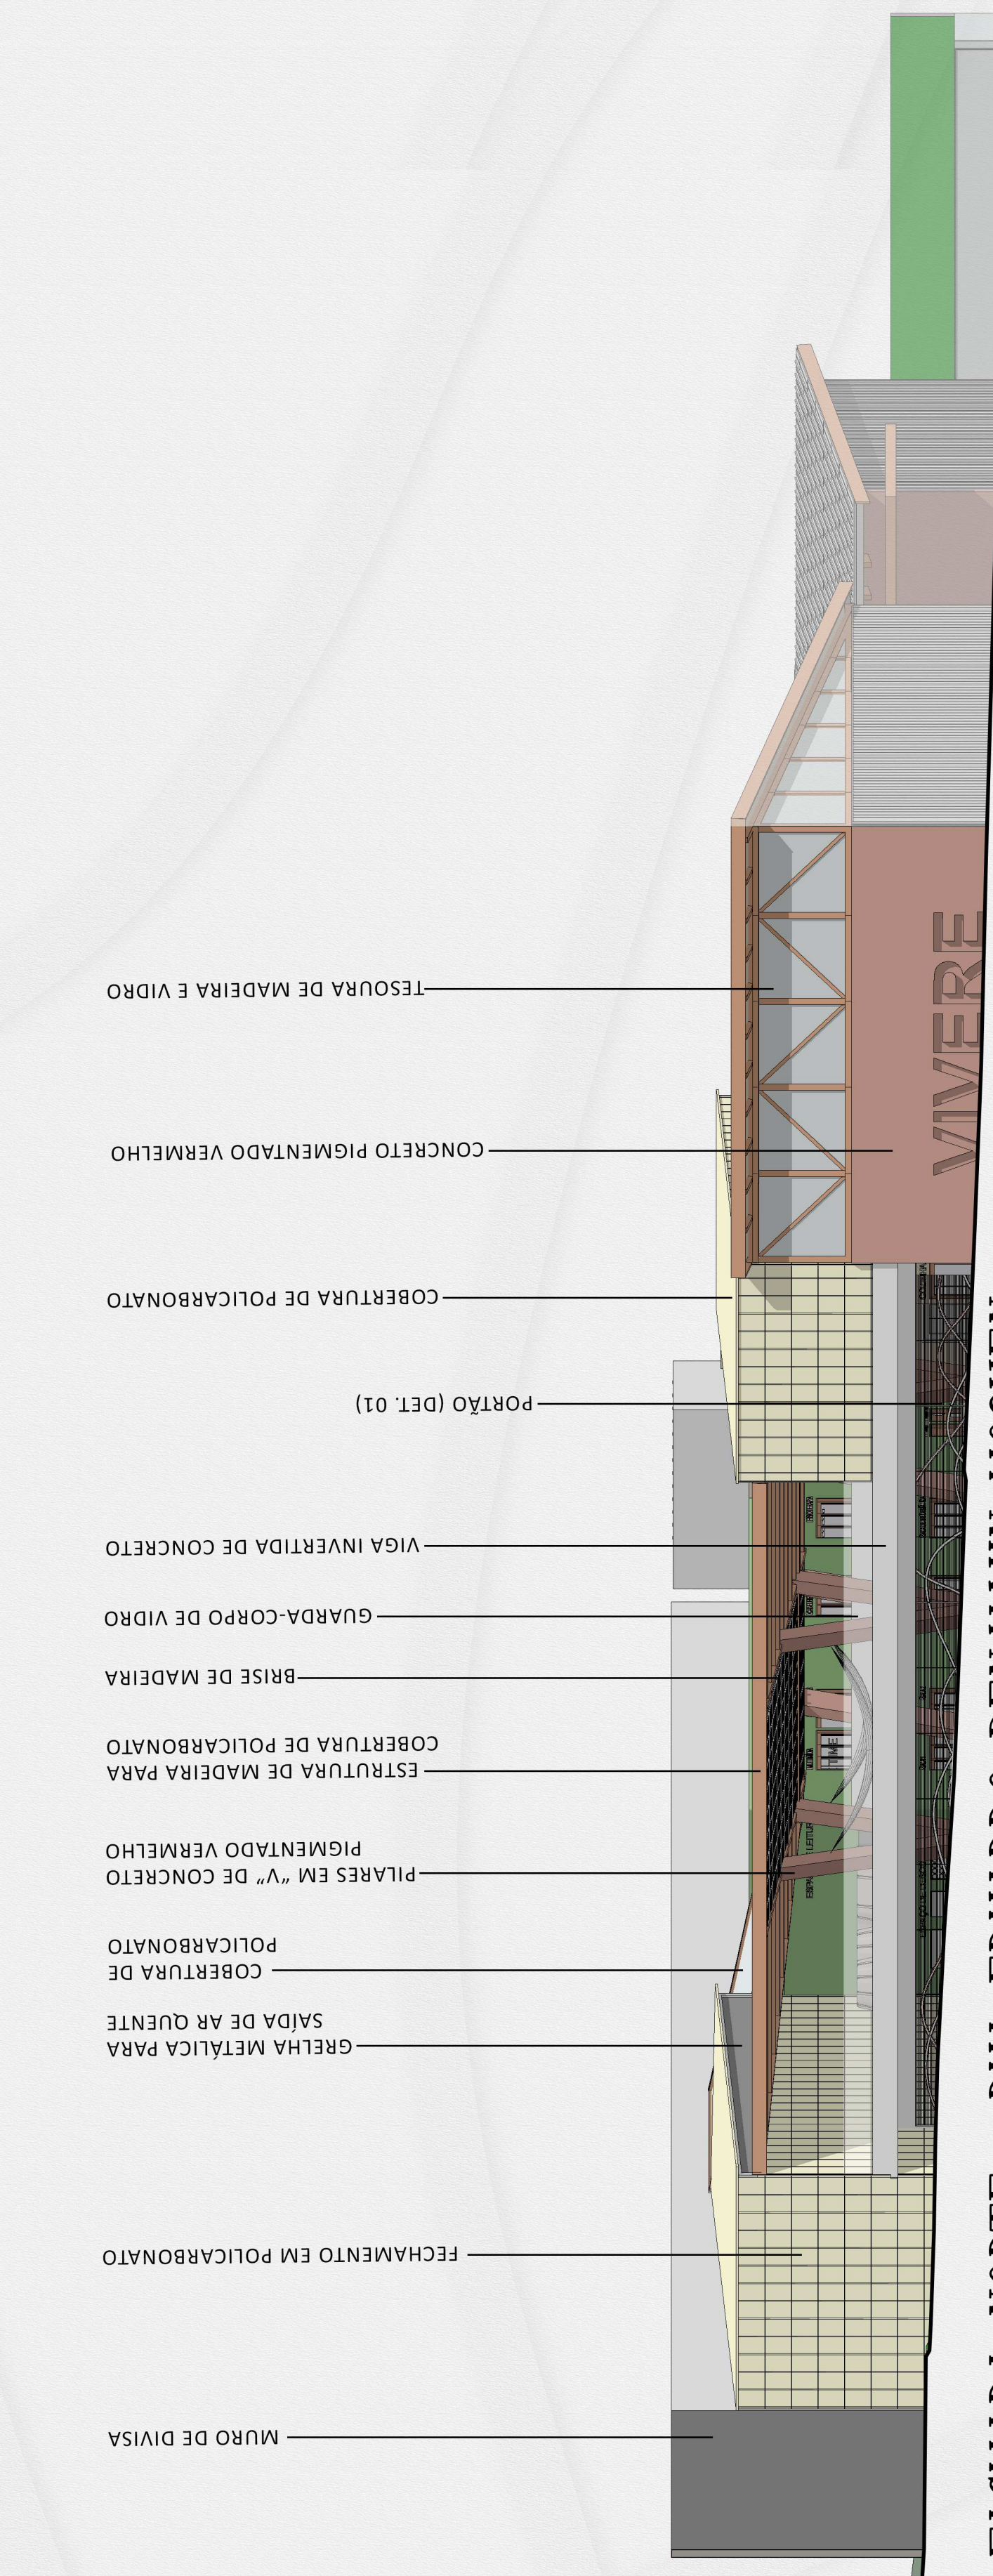 TESOURA DE MADEIRA E VIDRO
CONCRETO PIGMENTADO VERMELHO
COBERTURA DE POLICARBONATO
PORTÃO (DET. 01)
VIGA INVERTIDA DE CONCRETO
GUARDA-CORPO DE VIDRO
BRISE DE MADEIRA
ESTRUTURA DE MADEIRA PARA
COBERTURA DE POLICARBONATO
PILARES EM "V" DE CONCRETO
PIGMENTADO VERMELHO
COBERTURA DE
POLICARBONATO
GRELHA METÁLICA PARA
SAÍDA DE AR QUENTE
FECHAMENTO EM POLICARBONATO
MURO DE DIVISA
VIVERE
TIME